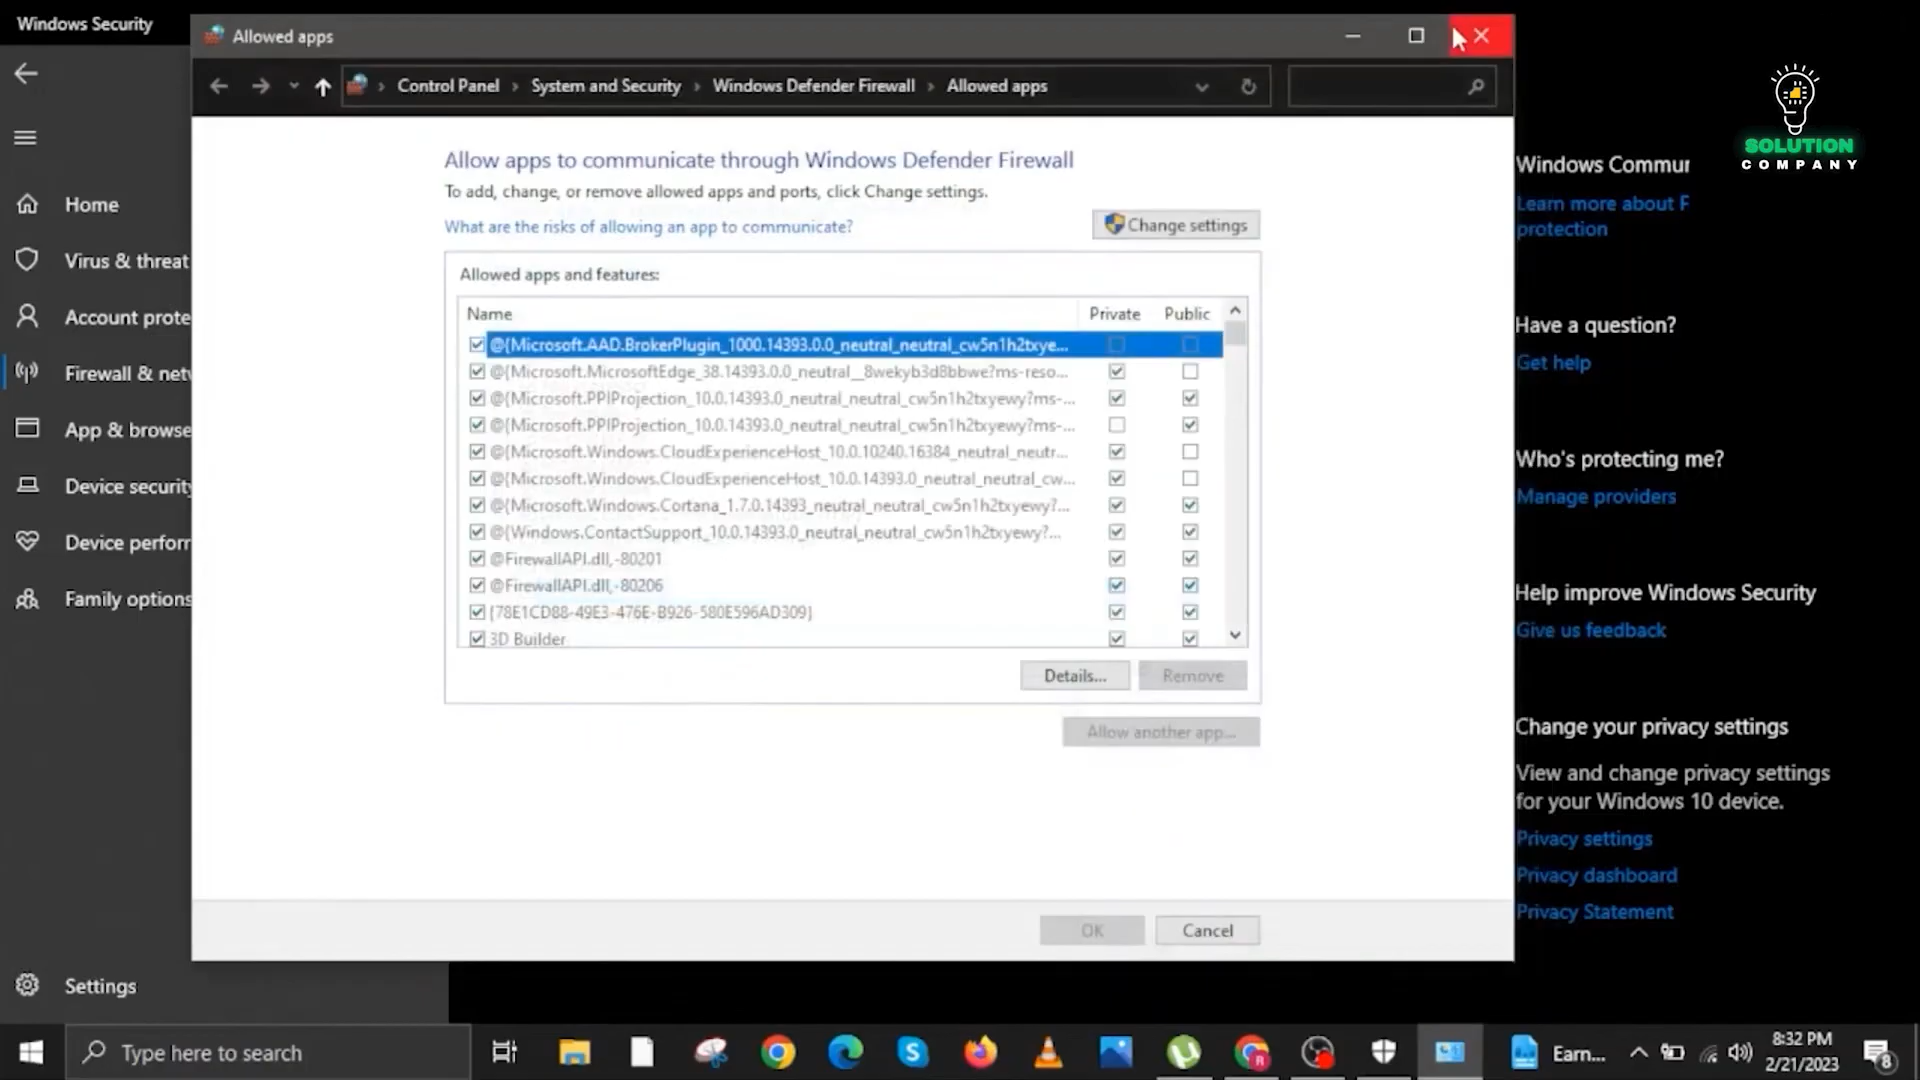 Windows Security
Allowed apps
Control Panel
System and Security
Windows Defender Firewall
Allowed apps
SOLUTION
COMPANY
Allow apps to communicate through Windows Defender Firewall
To add, change, or remove allowed apps and ports, click Change settings.
What are the risks of allowing an app to communicate?
Change settings
Allowed apps and features:
Name
Private
Public
@{Microsoft.AAD.BrokerPlugin_1000.14393.0.0_neutral_neutral_cw5n1h2txye...
@{Microsoft.MicrosoftEdge_38.14393.0.0_neutral__8wekyb3d8bbwe?ms-reso...
@{Microsoft.PPIProjection_10.0.14393.0_neutral_neutral_cw5n1h2txyewy?ms-...
@{Microsoft.PPIProjection_10.0.14393.0_neutral_neutral_cw5n1h2txyewy?ms-...
@{Microsoft.Windows.CloudExperienceHost_10.0.10240.16384_neutral_neutr...
@{Microsoft.Windows.CloudExperienceHost_10.0.14393.0_neutral_neutral_cw...
@{Microsoft.Windows.Cortana_1.7.0.14393_neutral_neutral_cw5n1h2txyewy?...
@{Windows.ContactSupport_10.0.14393.0_neutral_neutral_cw5n1h2txyewy?...
@FirewallAPI.dll,-80201
@FirewallAPI.dll,-80206
{78E1CD88-49E3-476E-B926-580E596AD309}
3D Builder
Details...
Remove
Allow another app...
OK
Cancel
Home
Virus & threat
Account prote
Firewall & netv
App & browse
Device security
Device perforn
Family options
Settings
Windows Commur
Learn more about F
protection
Have a question?
Get help
Who's protecting me?
Manage providers
Help improve Windows Security
Give us feedback
Change your privacy settings
View and change privacy settings
for your Windows 10 device.
Privacy settings
Privacy dashboard
Privacy Statement
Type here to search
Earn...
8:32 PM
2/21/2023
8